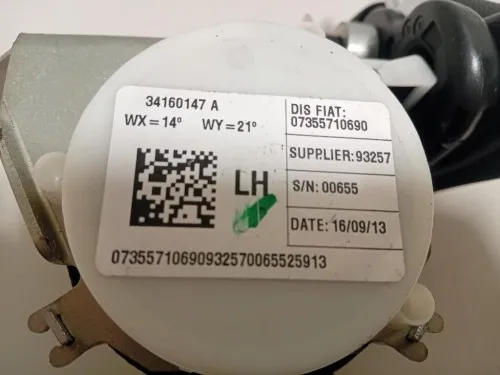 34160147 A
WX=14° WY=21°
LH
DIS FIAT:
07355710690
SUPPLIER:93257
S/N: 00655
DATE: 16/09/13
07355710690932570065525913